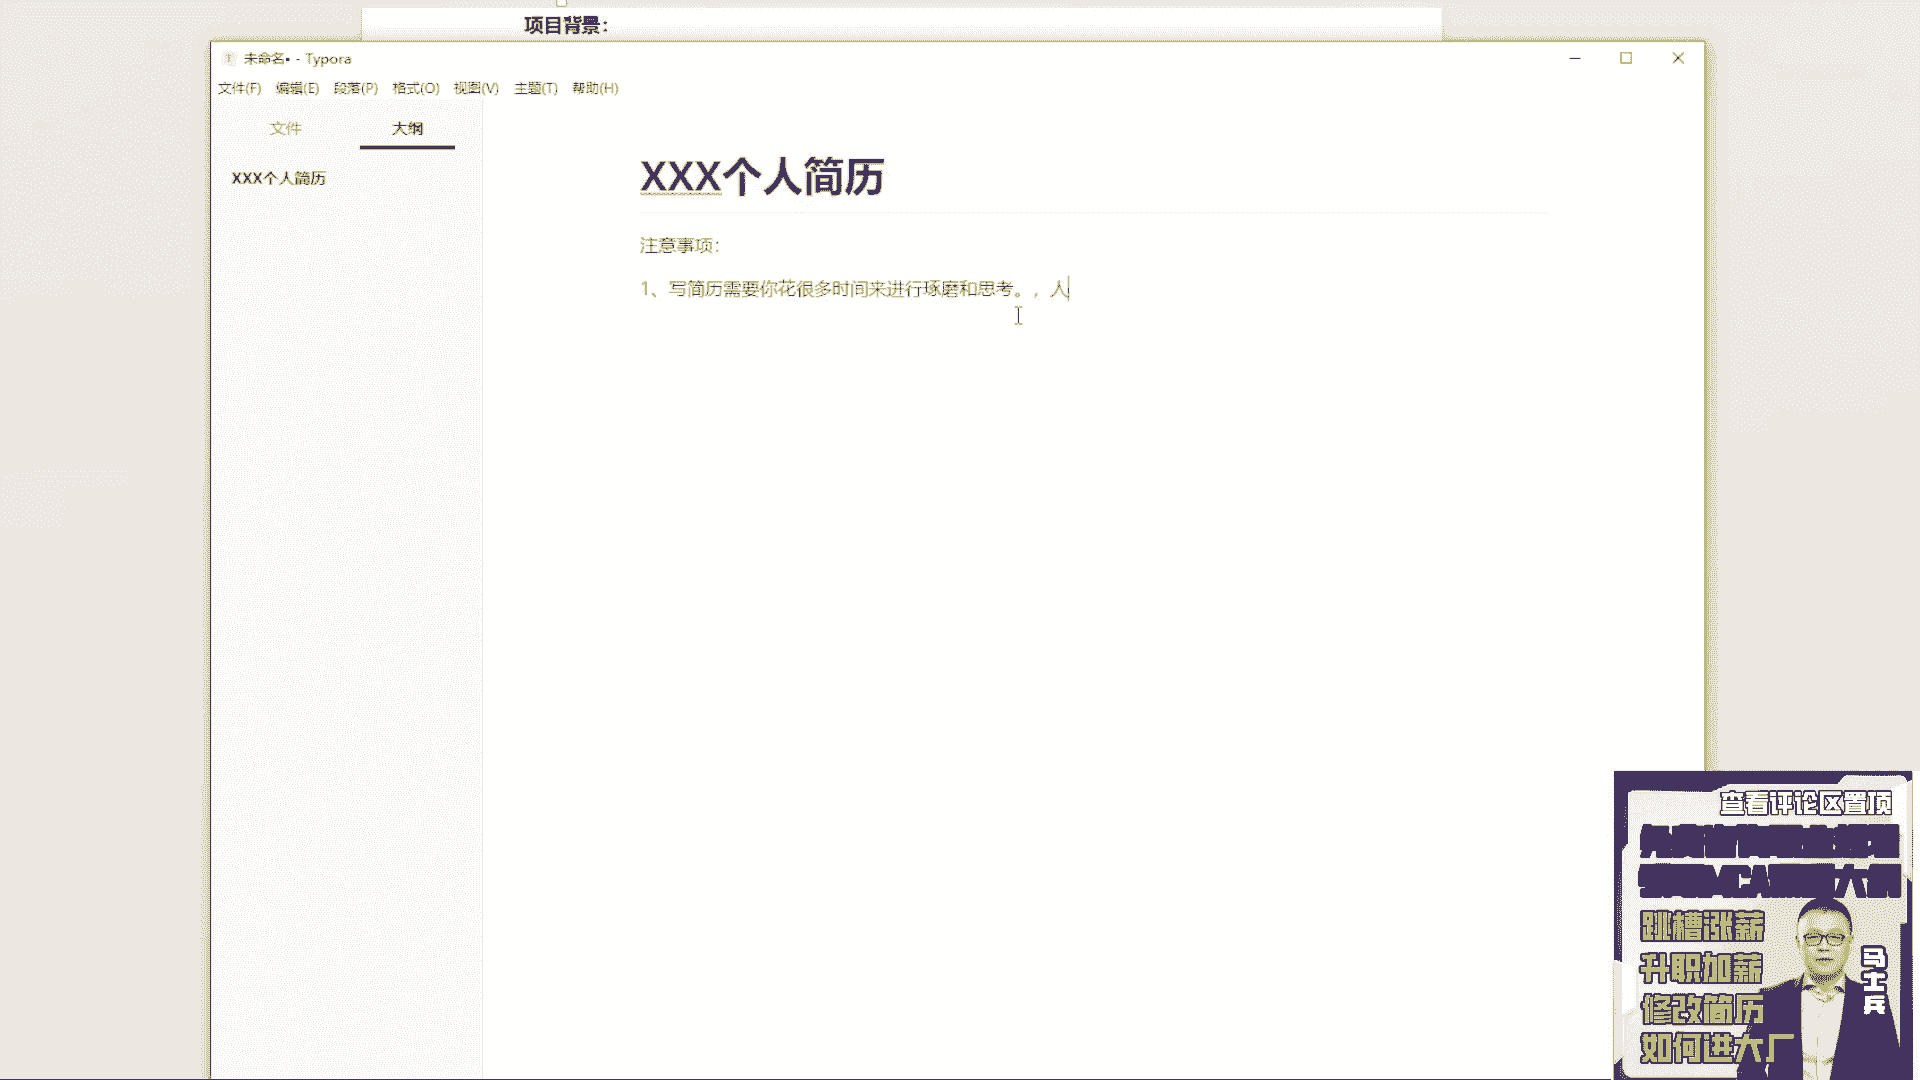 项目背景：
未命名• - Typora
文件(F) 编辑(E) 段落(P) 格式(O) 视图(V) 主题(T) 帮助(H)
文件 大纲
XXX个人简历
XXX个人简历
注意事项：
1、写简历需要你花很多时间来进行琢磨和思考。，人
查看评论区置顶
跳槽涨薪
升职加薪
修改简历
如何进大厂
马士兵